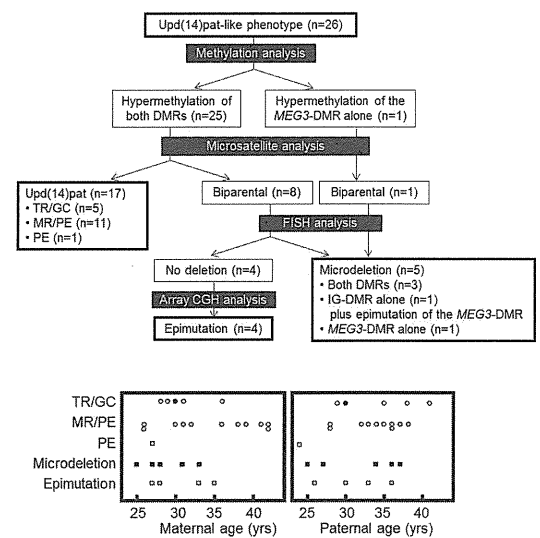 Upd(14)pat-like phenotype (n=26)
Methylation analysis
Hypermethylation of
both DMRs (n=25)
Hypermethylation of the
MEG3-DMR alone (n=1)
Microsatellite analysis
Upd(14)pat (n=17)
• TR/GC (n=5)
• MR/PE (n=11)
• PE (n=1)
Biparental (n=8)
Biparental (n=1)
FISH analysis
No deletion (n=4)
Microdeletion (n=5)
• Both DMRs (n=3)
• IG-DMR alone (n=1)
plus epimutation of the MEG3-DMR
• MEG3-DMR alone (n=1)
Array CGH analysis
Epimutation (n=4)
TR/GC
MR/PE
PE
Microdeletion
Epimutation
25 30 35 40
Maternal age (yrs)
25 30 35 40
Paternal age (yrs)